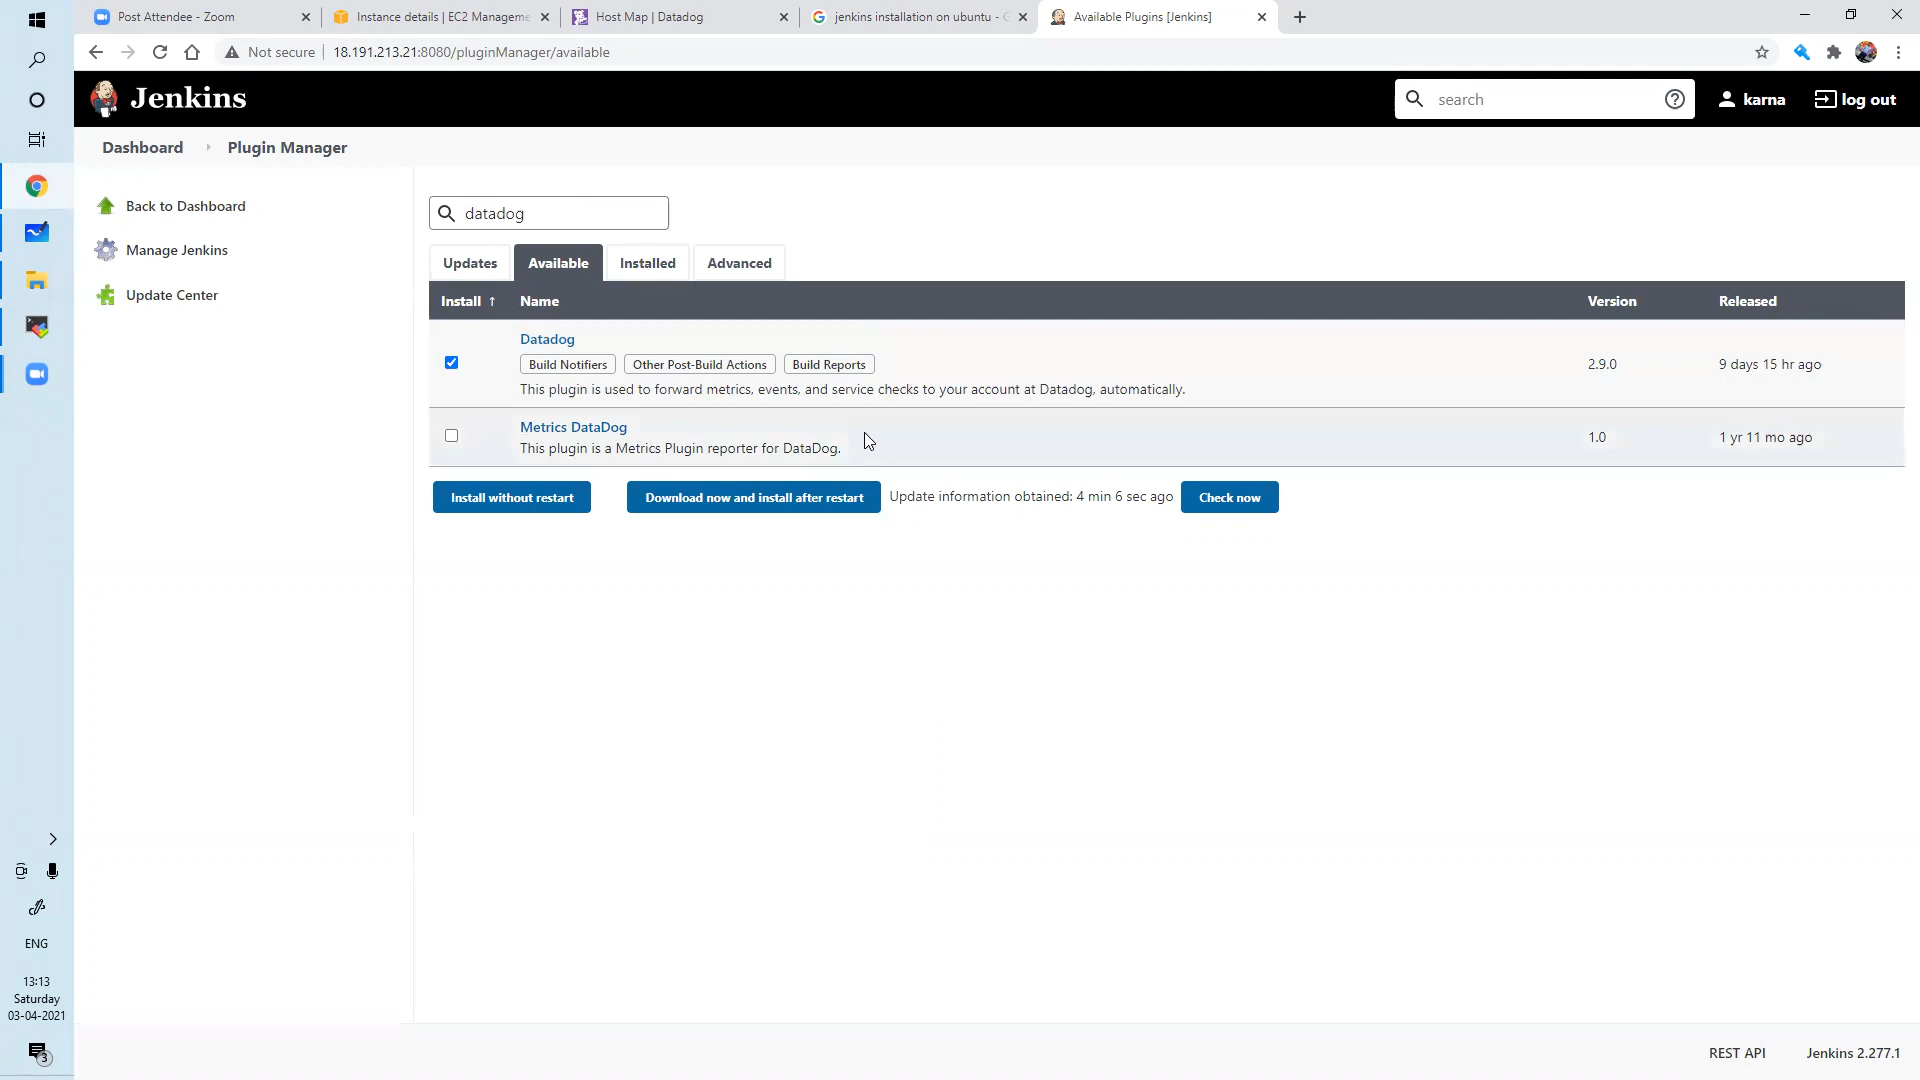 Post Attendee - Zoom
Instance details | EC2 Manageme
Host Map | Datadog
jenkins installation on ubuntu - G
Available Plugins [Jenkins]
Not secure
18.191.213.21:8080/pluginManager/available
Jenkins
search
karna
log out
Dashboard
Plugin Manager
Back to Dashboard
Manage Jenkins
Update Center
datadog
Updates
Available
Installed
Advanced
Install ↑
Name
Version
Released
Datadog
Build Notifiers
Other Post-Build Actions
Build Reports
This plugin is used to forward metrics, events, and service checks to your account at Datadog, automatically.
2.9.0
9 days 15 hr ago
Metrics DataDog
This plugin is a Metrics Plugin reporter for DataDog.
1.0
1 yr 11 mo ago
Install without restart
Download now and install after restart
Update information obtained: 4 min 6 sec ago
Check now
ENG
13:13
Saturday
03-04-2021
3
REST API
Jenkins 2.277.1